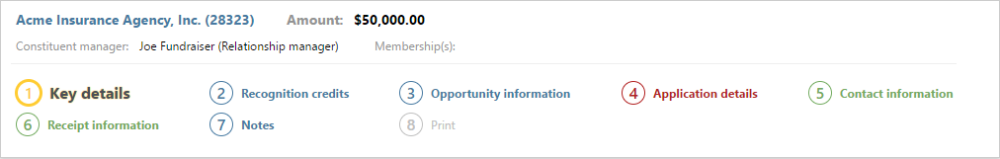 Acme Insurance Agency, Inc. (28323) Amount: $50,000.00
Constituent manager: Joe Fundraiser (Relationship manager) Membership(s):
1 Key details 2 Recognition credits 3 Opportunity information 4 Application details 5 Contact information
6 Receipt information 7 Notes 8 Print